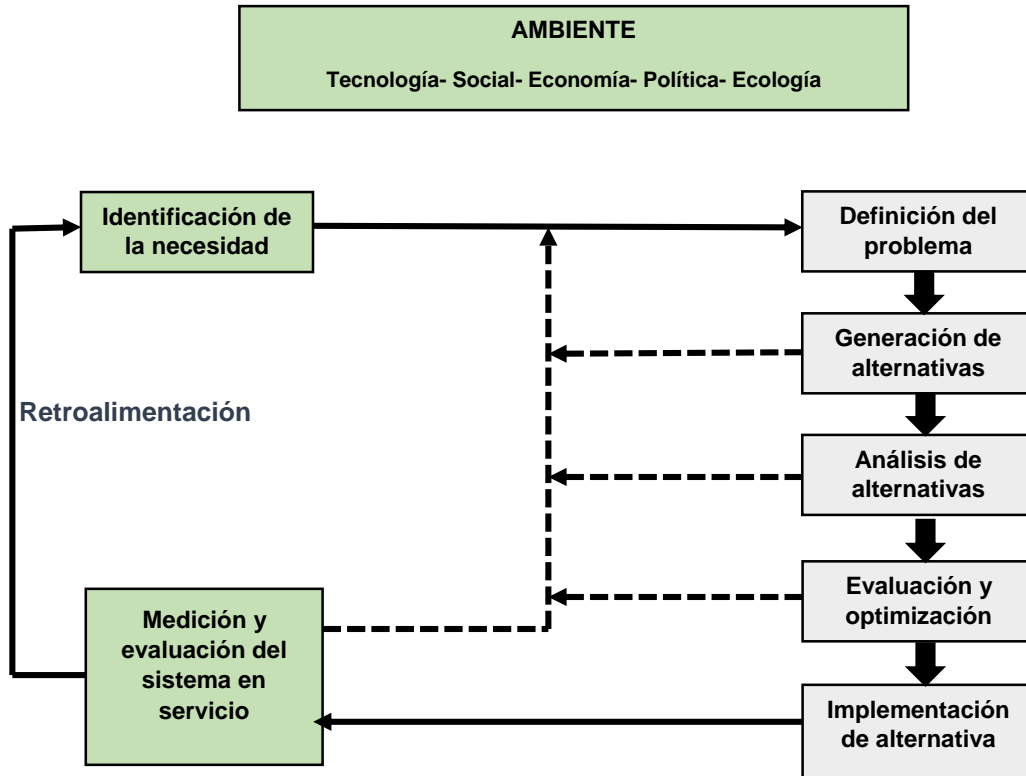 AMBIENTE
Tecnología- Social- Economía- Política- Ecología
Identificación de
la necesidad
Definición del
problema
Generación de
alternativas
Retroalimentación
Análisis de
alternativas
Evaluación y
optimización
Medición y
evaluación del
sistema en
servicio
Implementación
de alternativa